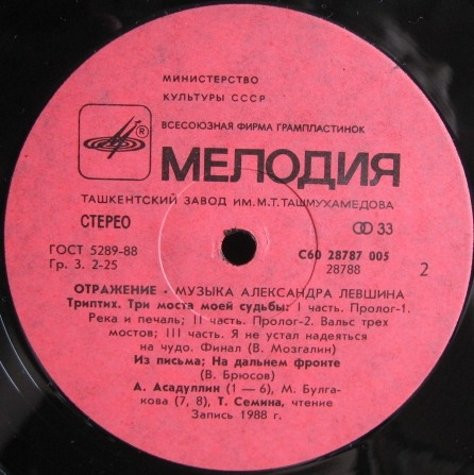 МИНИСТЕРСТВО
КУЛЬТУРЫ СССР
®
ВСЕСОЮЗНАЯ ФИРМА ГРАМПЛАСТИНОК
МЕЛОДИЯ
ТАШКЕНТСКИЙ ЗАВОД ИМ. М.Т. ТАШМУХАМЕДОВА
СТЕРЕО
33
ГОСТ 5289-88
Гр. 3. 2-25
С60 28787 005
28788
2
ОТРАЖЕНИЕ • МУЗЫКА АЛЕКСАНДРА ЛЕВШИНА
Триптих. Три моста моей судьбы: I часть. Пролог-1.
Река и печаль; II часть. Пролог-2. Вальс трех
мостов; III часть. Я не устал надеяться
на чудо. Финал (В. Мозгалин)
Из письма; На дальнем фронте
(В. Брюсов)
А. Асадуллин (1 — 6), М. Булга-
кова (7, 8), Т. Семина, чтение
Запись 1988 г.